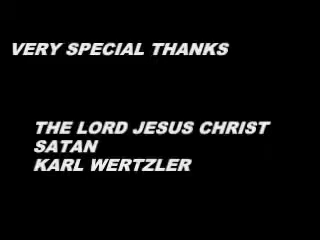 VERY SPECIAL THANKS
THE LORD JESUS CHRIST
SATAN
KARL WERTZLER